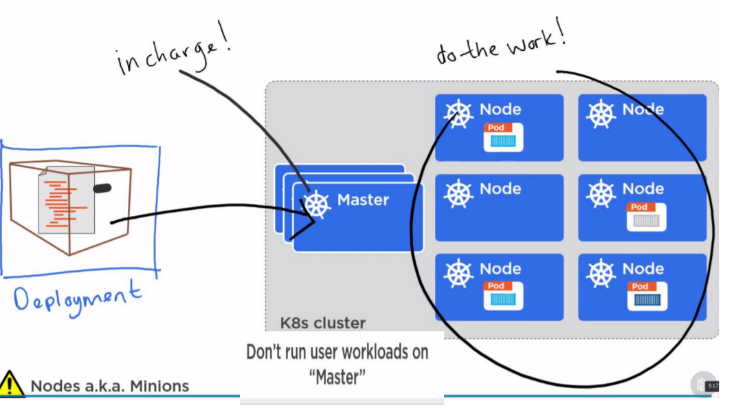 in charge!
do the work!
Node
Pod
Node
Master
Node
Node
Pod
Node
Pod
Node
Pod
Deployment
K8s cluster
Don't run user workloads on
“Master”
Nodes a.k.a. Minions